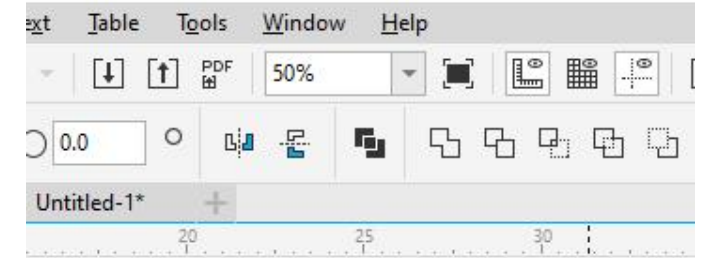 ext Table Tools Window Help
PDF 50%
0.0
Untitled-1*
20 25 30